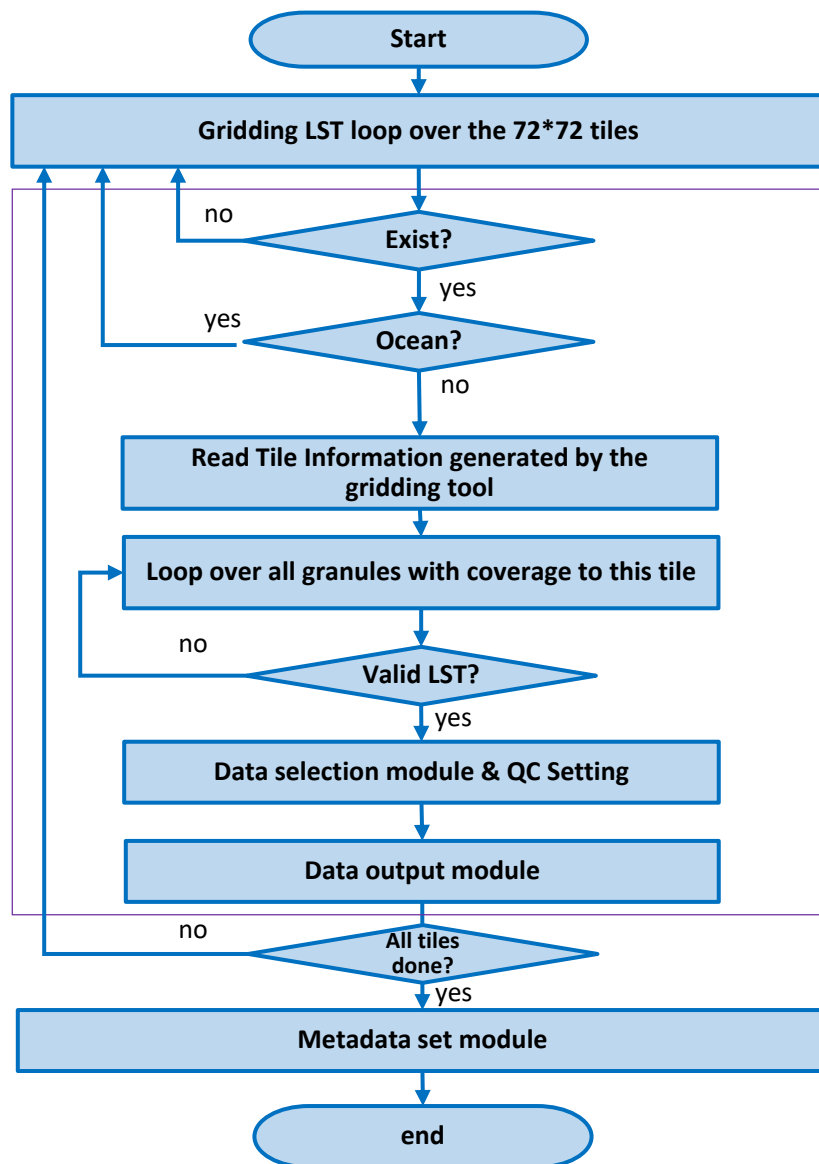 Start
Gridding LST loop over the 72*72 tiles
no
Exist?
yes
yes
Ocean?
no
Read Tile Information generated by the
gridding tool
Loop over all granules with coverage to this tile
no
Valid LST?
yes
Data selection module & QC Setting
Data output module
no
All tiles
done?
yes
Metadata set module
end